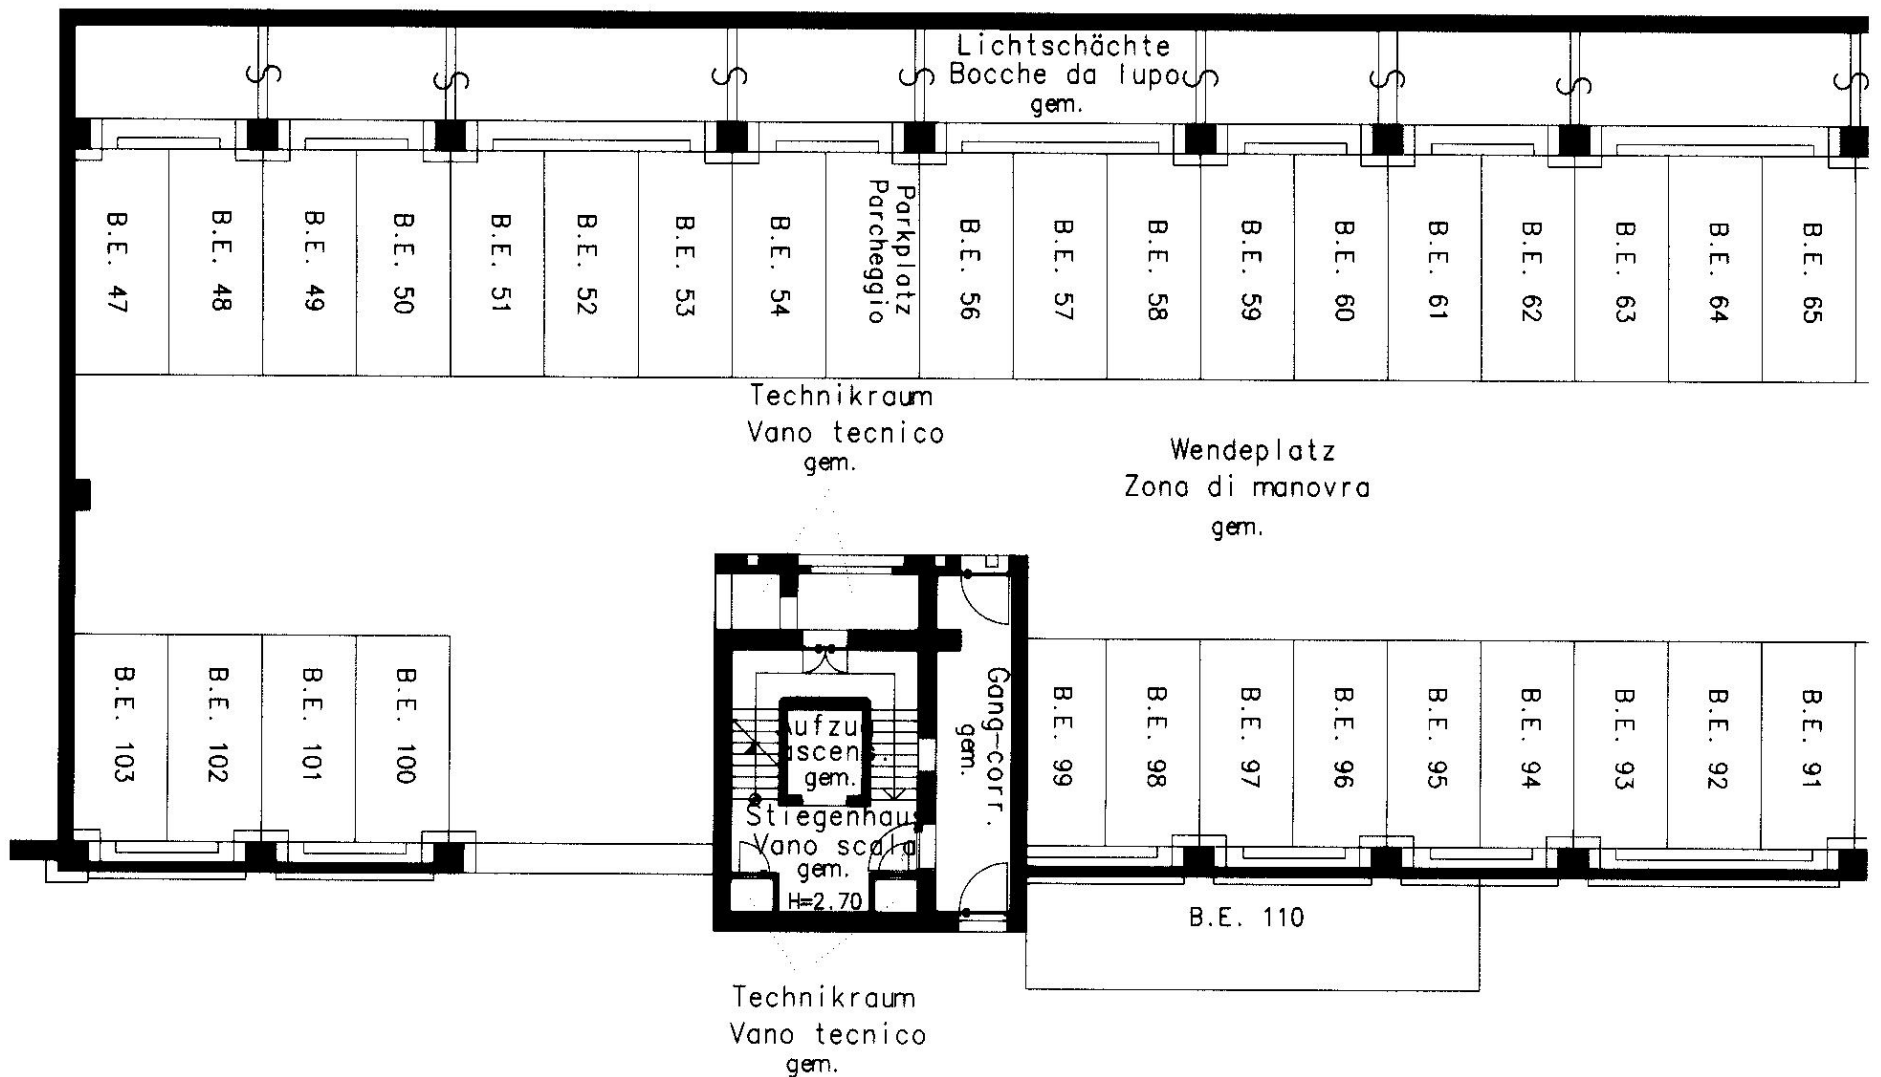 Lichtschächte
Bocche da lupo
gem.
S
S
S
S
S
S
S
S
B.E. 47
B.E. 48
B.E. 49
B.E. 50
B.E. 51
B.E. 52
B.E. 53
B.E. 54
Parkplatz
Parcheggio
B.E. 56
B.E. 57
B.E. 58
B.E. 59
B.E. 60
B.E. 61
B.E. 62
B.E. 63
B.E. 64
B.E. 65
Technikraum
Vano tecnico
gem.
Wendeplatz
Zona di manovra
gem.
B.E. 103
B.E. 102
B.E. 101
B.E. 100
Aufzu
ascens.
gem.
Stiegenhaus
Vano scala
gem.
H=2.70
Gang-corr.
gem.
B.E. 99
B.E. 98
B.E. 97
B.E. 96
B.E. 95
B.E. 94
B.E. 93
B.E. 92
B.E. 91
B.E. 110
Technikraum
Vano tecnico
gem.